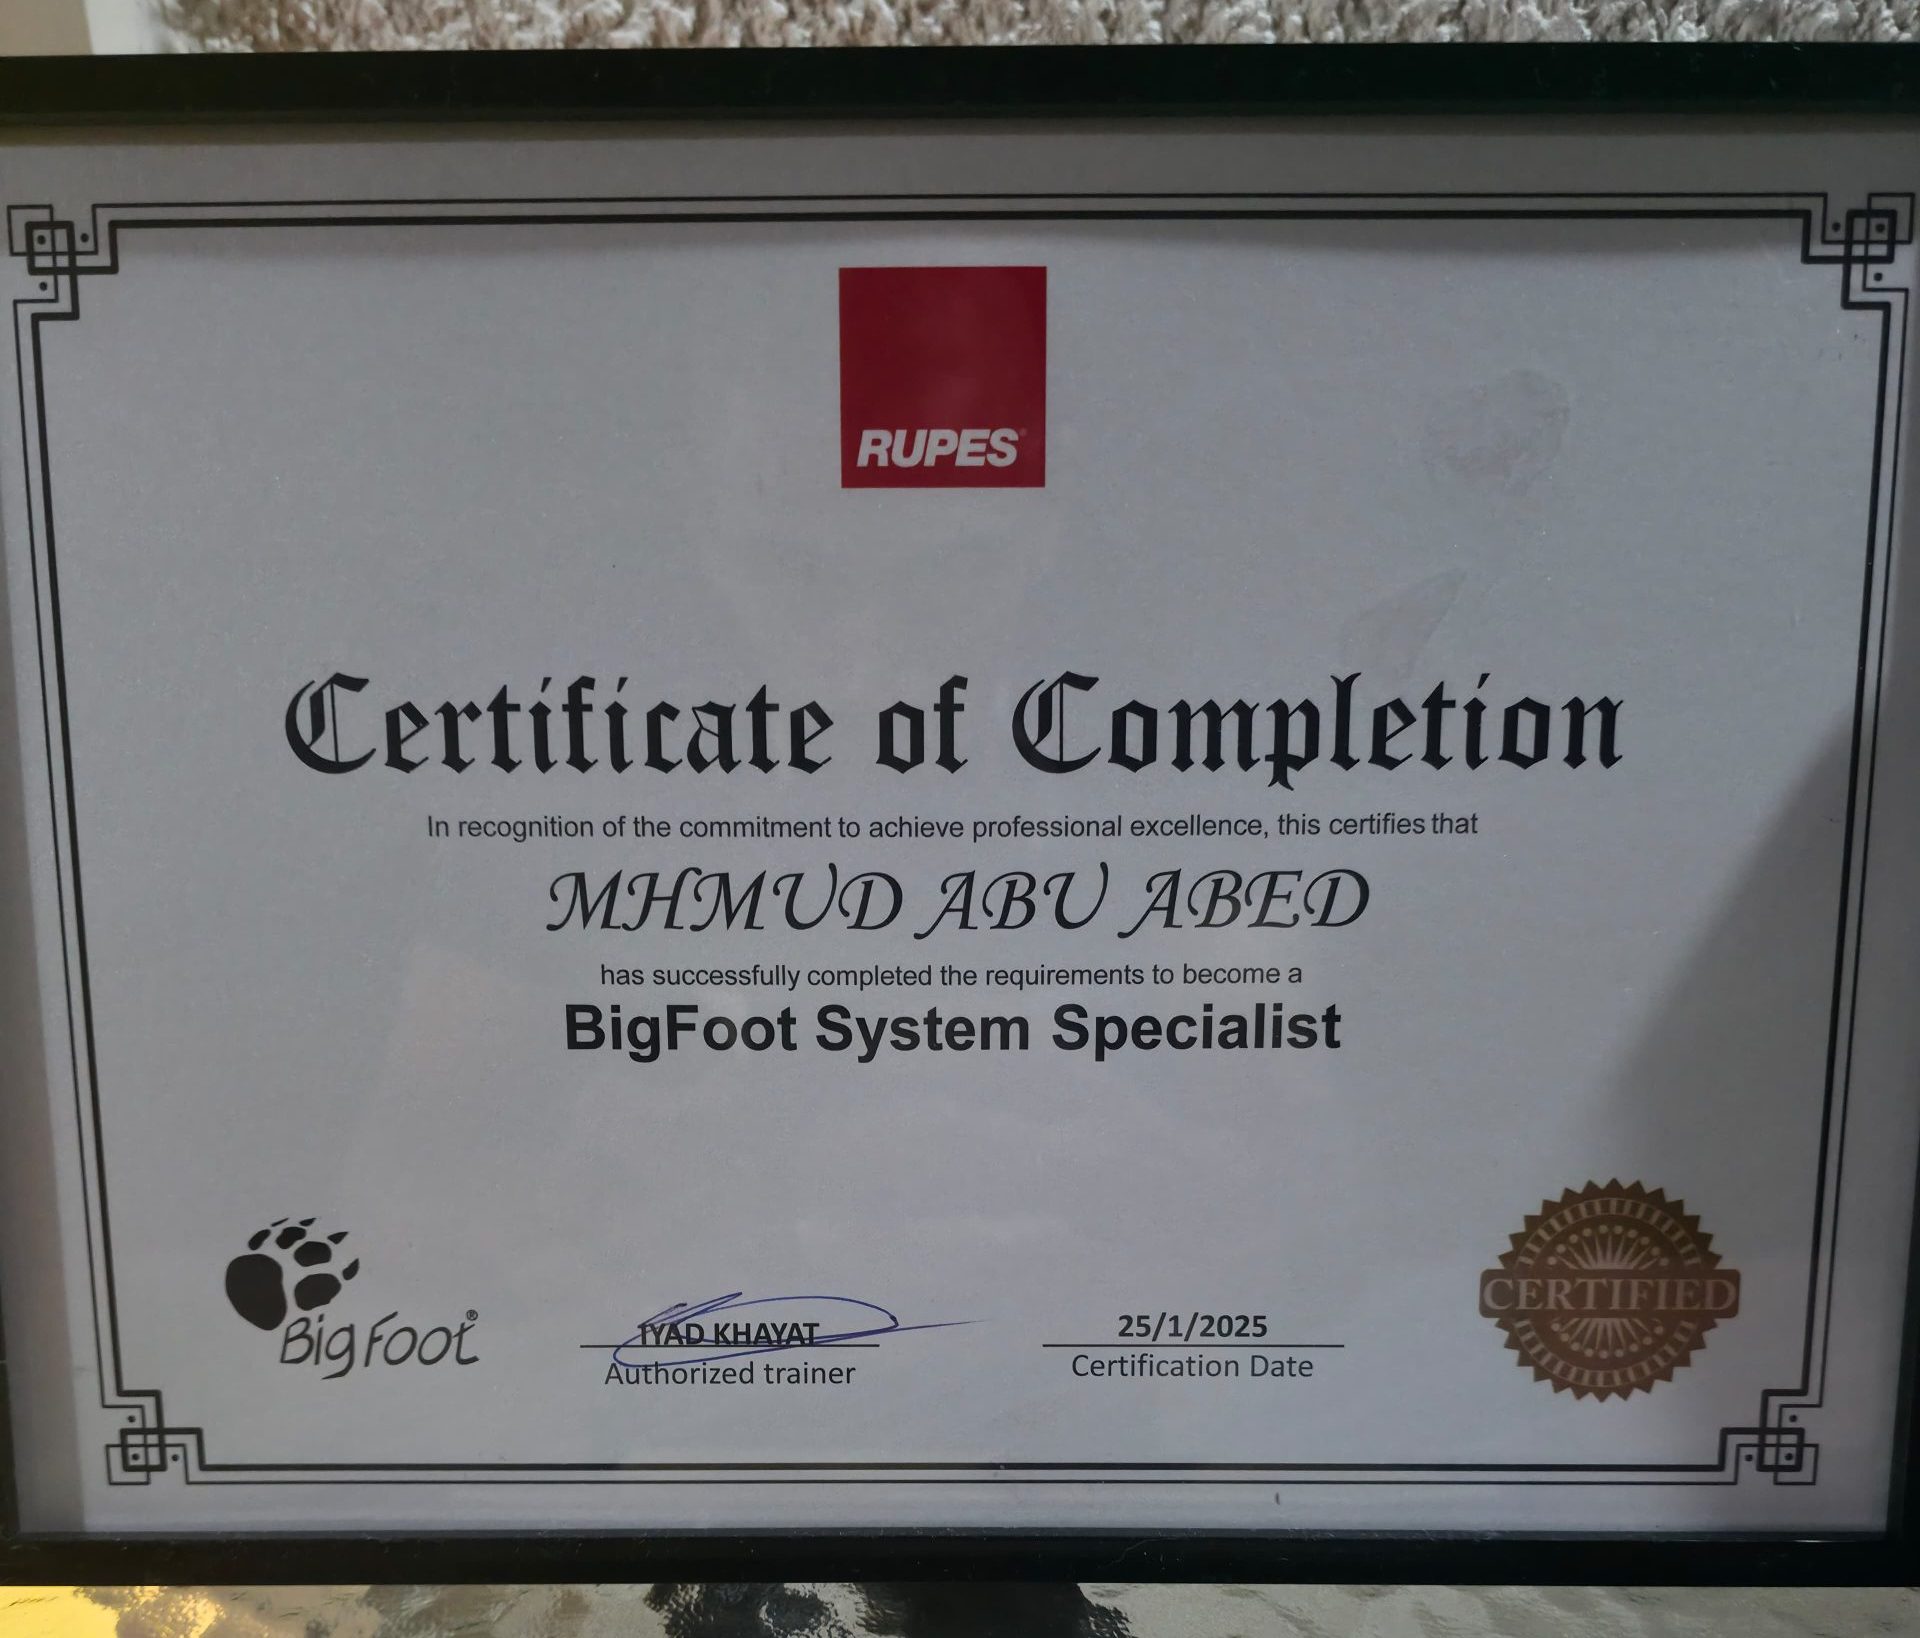 RUPES®
Certificate of Completion
In recognition of the commitment to achieve professional excellence, this certifies that
MHMUD ABU ABED
has successfully completed the requirements to become a
BigFoot System Specialist
BigFoot®
IYAD KHAYAT
Authorized trainer
25/1/2025
Certification Date
CERTIFIED